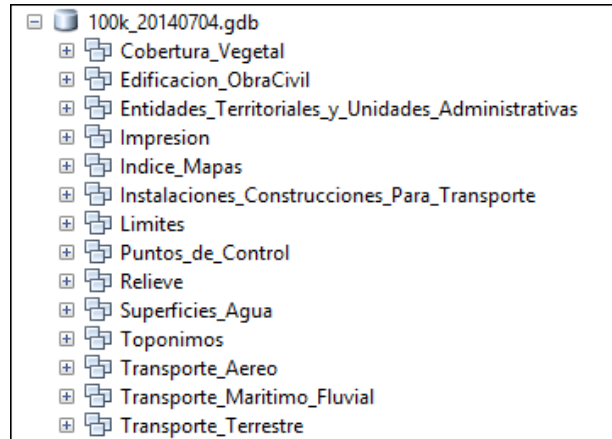 100k_20140704.gdb
Cobertura_Vegetal
Edificacion_ObraCivil
Entidades_Territoriales_y_Unidades_Administrativas
Impresion
Indice_Mapas
Instalaciones_Construcciones_Para_Transporte
Limites
Puntos_de_Control
Relieve
Superficies_Agua
Toponimos
Transporte_Aereo
Transporte_Maritimo_Fluvial
Transporte_Terrestre